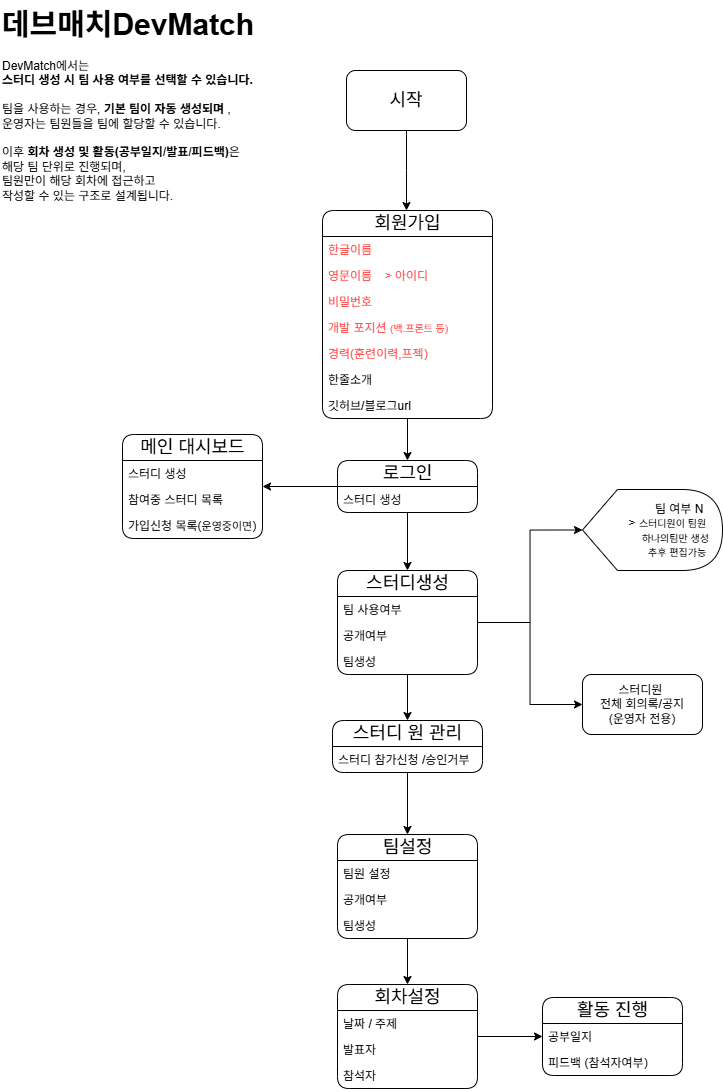 데브매치DevMatch
DevMatch에서는
스터디 생성 시 팀 사용 여부를 선택할 수 있습니다.
팀을 사용하는 경우, 기본 팀이 자동 생성되며 ,
운영자는 팀원들을 팀에 할당할 수 있습니다.
이후 회차 생성 및 활동(공부일지/발표/피드백)은
해당 팀 단위로 진행되며,
팀원만이 해당 회차에 접근하고
작성할 수 있는 구조로 설계됩니다.
시작
회원가입
한글이름
영문이름 > 아이디
비밀번호
개발 포지션 (백.프론트 등)
경력(훈련이력,프젝)
한줄소개
깃허브/블로그url
메인 대시보드
스터디 생성
참여중 스터디 목록
가입신청 목록(운영중이면)
로그인
스터디 생성
스터디생성
팀 사용여부
공개여부
팀생성
팀 여부 N
> 스터디원이 팀원
하나의팀만 생성
추후 편집가능
스터디원
전체 회의록/공지
(운영자 전용)
스터디 원 관리
스터디 참가신청 /승인거부
팀설정
팀원 설정
공개여부
팀생성
회차설정
날짜 / 주제
발표자
참석자
활동 진행
공부일지
피드백 (참석자여부)